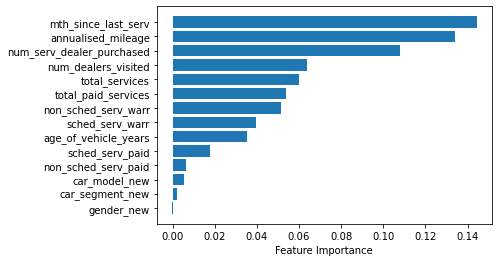 mth_since_last_serv
annualised_mileage
num_serv_dealer_purchased
num_dealers_visited
total_services
total_paid_services
non_sched_serv_warr
sched_serv_warr
age_of_vehicle_years
sched_serv_paid
non_sched_serv_paid
car_model_new
car_segment_new
gender_new
0.00 0.02 0.04 0.06 0.08 0.10 0.12 0.14
Feature Importance